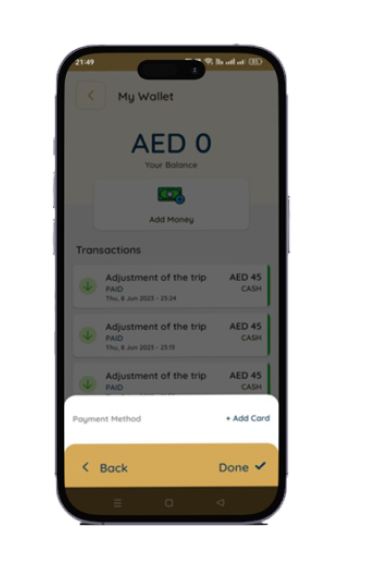 21:49
My Wallet
AED 0
Your Balance
Add Money
Transactions
Adjustment of the trip AED 45
PAID CASH
Thu, 8 Jun 2023 - 23:24
Adjustment of the trip AED 45
PAID CASH
Thu, 8 Jun 2023 - 23:13
Adjustment of the trip AED 45
PAID CASH
Payment Method + Add Card
Back Done